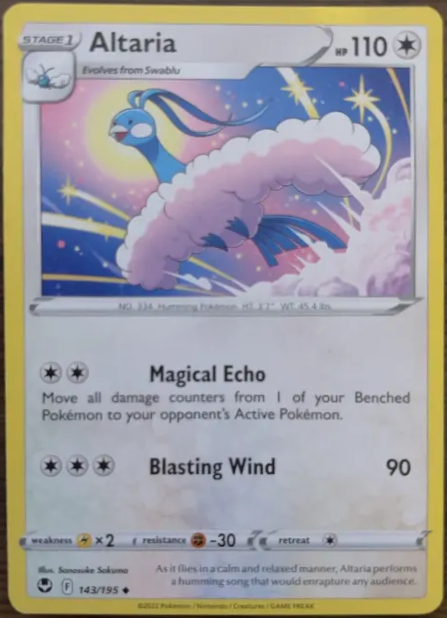 STAGE 1
Altaria
HP 110
Evolves from Swablu
NO. 334 Humming Pokémon HT: 3'7" WT: 45.4 lbs.
Magical Echo
Move all damage counters from 1 of your Benched
Pokémon to your opponent's Active Pokémon.
Blasting Wind 90
weakness ×2 resistance -30 retreat
Illus. Sanosuke Sakuma
As it flies in a calm and relaxed manner, Altaria performs
a humming song that would enrapture any audience.
F 143/195
©2022 Pokémon / Nintendo / Creatures / GAME FREAK